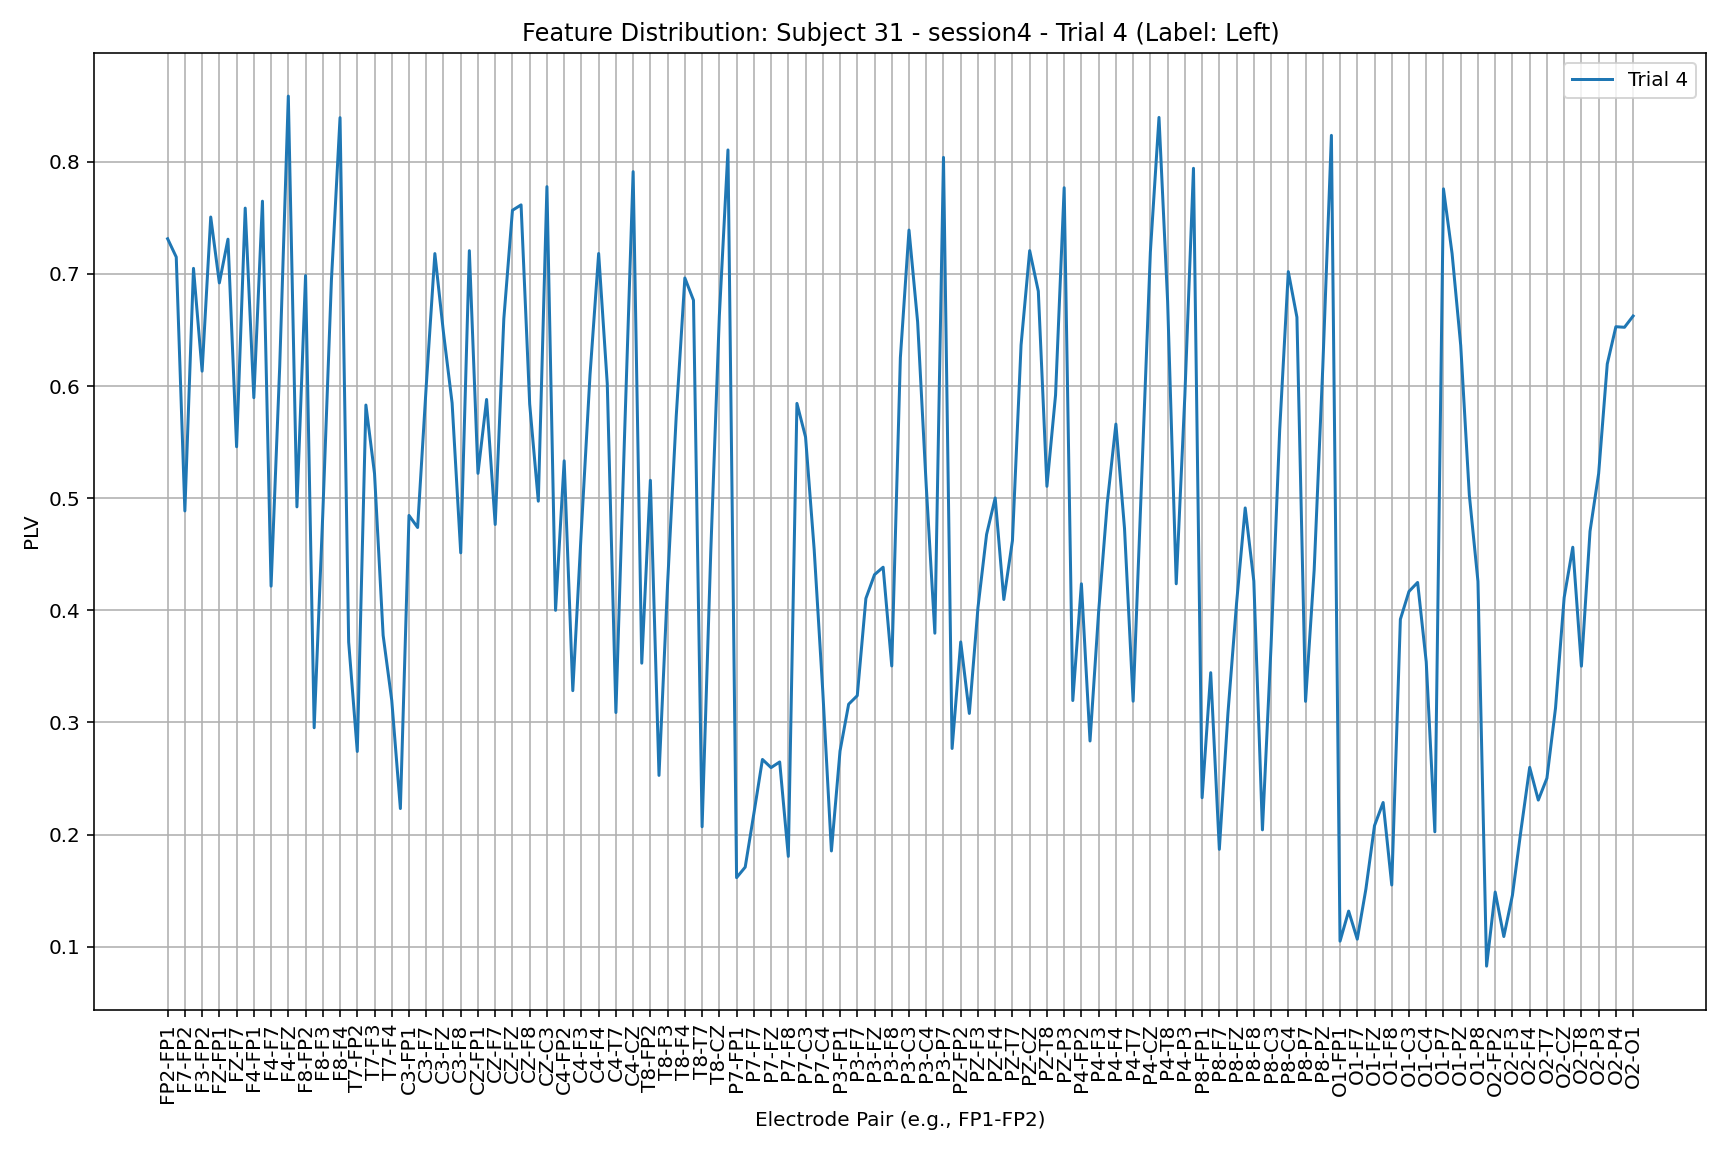 Feature Distribution: Subject 31 - session4 - Trial 4 (Label: Left)
Trial 4
PLV
0.8
0.7
0.6
0.5
0.4
0.3
0.2
0.1
FP2-FP1
F7-FP2
F3-FP2
FZ-FP1
FZ-F7
F4-FP1
F4-F7
F4-FZ
F8-FP2
F8-F3
F8-F4
T7-FP2
T7-F3
T7-F4
C3-FP1
C3-F7
C3-FZ
C3-F8
CZ-FP1
CZ-F7
CZ-FZ
CZ-F8
CZ-C3
C4-FP2
C4-F3
C4-F4
C4-T7
C4-CZ
T8-FP2
T8-F3
T8-F4
T8-T7
T8-CZ
P7-FP1
P7-F7
P7-FZ
P7-F8
P7-C3
P7-C4
P3-FP1
P3-F7
P3-FZ
P3-F8
P3-C3
P3-C4
P3-P7
PZ-FP2
PZ-F3
PZ-F4
PZ-T7
PZ-CZ
PZ-T8
PZ-P3
P4-FP2
P4-F3
P4-F4
P4-T7
P4-CZ
P4-T8
P4-P3
P8-FP1
P8-F7
P8-FZ
P8-F8
P8-C3
P8-C4
P8-P7
P8-PZ
O1-FP1
O1-F7
O1-FZ
O1-F8
O1-C3
O1-C4
O1-P7
O1-PZ
O1-P8
O2-FP2
O2-F3
O2-F4
O2-T7
O2-CZ
O2-T8
O2-P3
O2-P4
O2-O1
Electrode Pair (e.g., FP1-FP2)